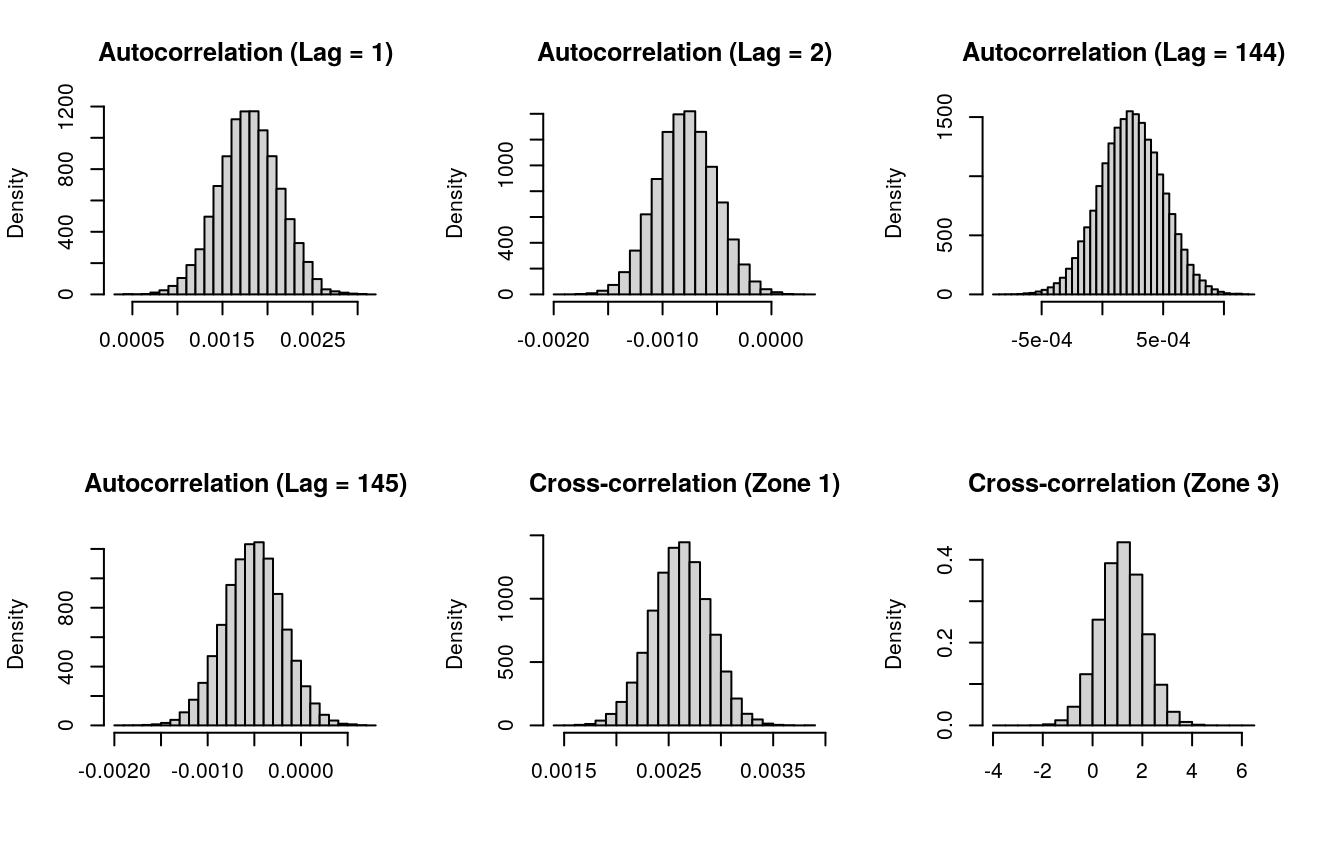 Autocorrelation (Lag = 1)
Density
0 400 800 1200
0.0005 0.0015 0.0025
Autocorrelation (Lag = 2)
Density
0 400 1000
-0.0020 -0.0010 0.0000
Autocorrelation (Lag = 144)
Density
0 500 1500
-5e-04 5e-04
Autocorrelation (Lag = 145)
Density
0 400 800
-0.0020 -0.0010 0.0000
Cross-correlation (Zone 1)
Density
0 500 1000
0.0015 0.0025 0.0035
Cross-correlation (Zone 3)
Density
0.0 0.2 0.4
-4 -2 0 2 4 6